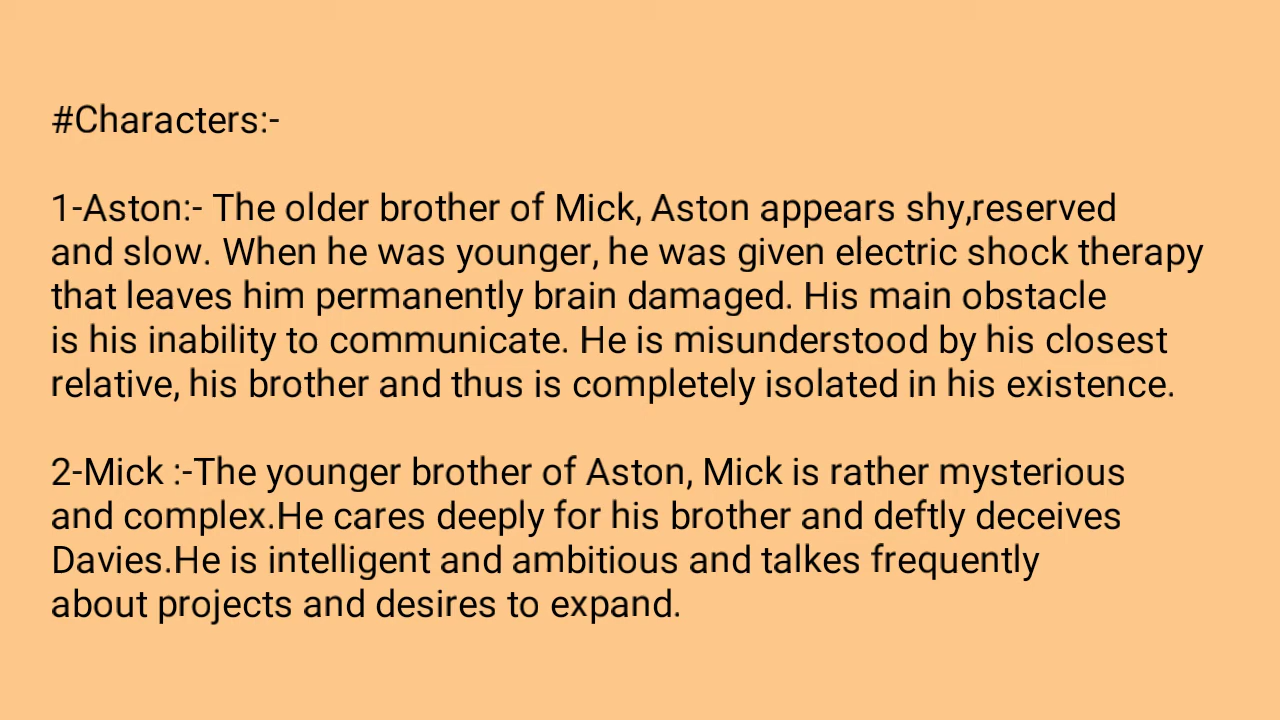 #Characters:-
1-Aston:- The older brother of Mick, Aston appears shy,reserved
and slow. When he was younger, he was given electric shock therapy
that leaves him permanently brain damaged. His main obstacle
is his inability to communicate. He is misunderstood by his closest
relative, his brother and thus is completely isolated in his existence.
2-Mick :-The younger brother of Aston, Mick is rather mysterious
and complex.He cares deeply for his brother and deftly deceives
Davies.He is intelligent and ambitious and talkes frequently
about projects and desires to expand.